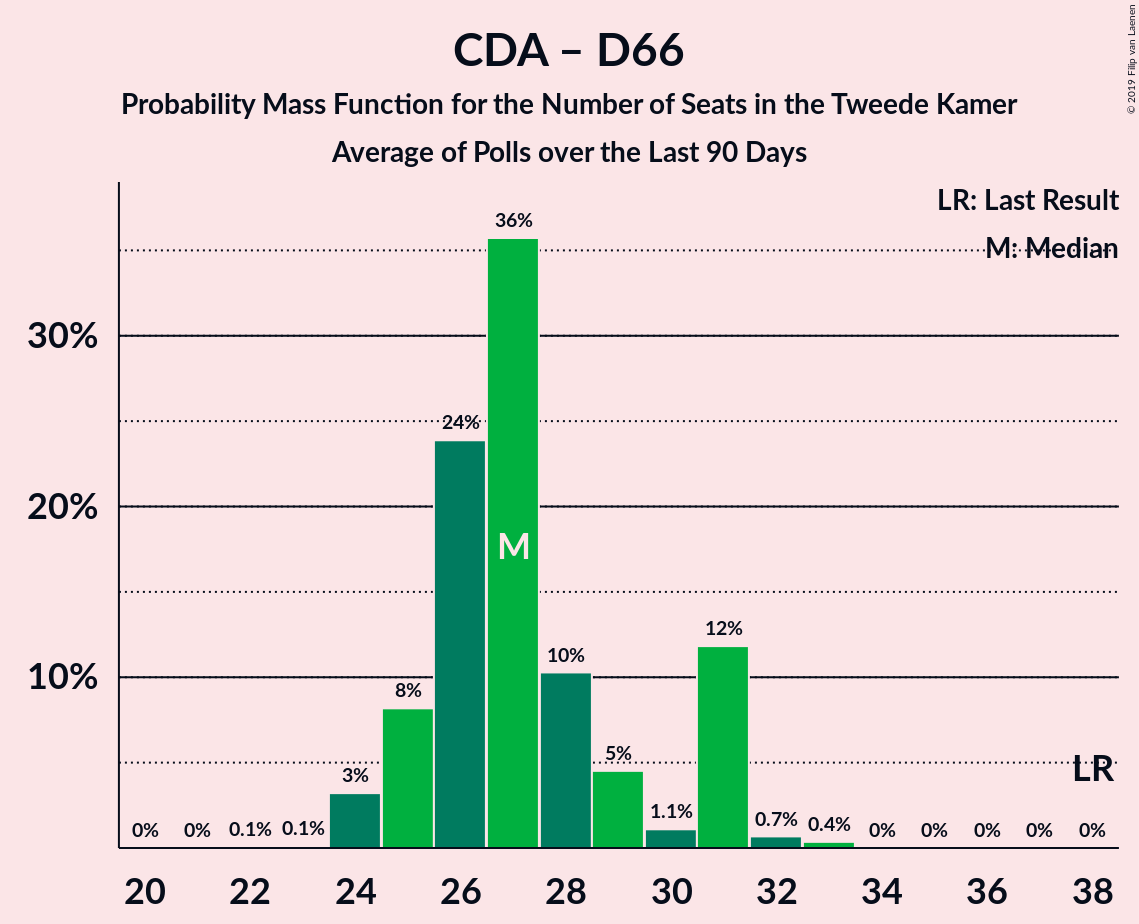 CDA – D66
Probability Mass Function for the Number of Seats in the Tweede Kamer
Average of Polls over the Last 90 Days
© 2019 Filip van Laenen
LR: Last Result
M: Median
30%
20%
10%
0%
0%
0.1%
0.1%
3%
8%
24%
36%
10%
5%
1.1%
12%
0.7%
0.4%
0%
0%
0%
0%
0%
M
LR
20 22 24 26 28 30 32 34 36 38